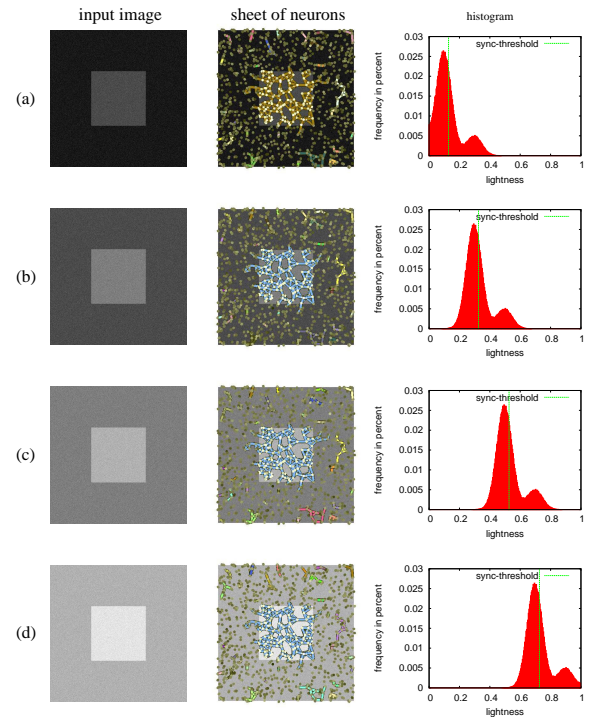 input image
sheet of neurons
histogram
(a)
frequency in percent
0.03
0.025
0.02
0.015
0.01
0.005
0
sync-threshold
0 0.2 0.4 0.6 0.8 1
lightness
(b)
frequency in percent
0.03
0.025
0.02
0.015
0.01
0.005
0
sync-threshold
0 0.2 0.4 0.6 0.8 1
lightness
(c)
frequency in percent
0.03
0.025
0.02
0.015
0.01
0.005
0
sync-threshold
0 0.2 0.4 0.6 0.8 1
lightness
(d)
frequency in percent
0.03
0.025
0.02
0.015
0.01
0.005
0
sync-threshold
0 0.2 0.4 0.6 0.8 1
lightness